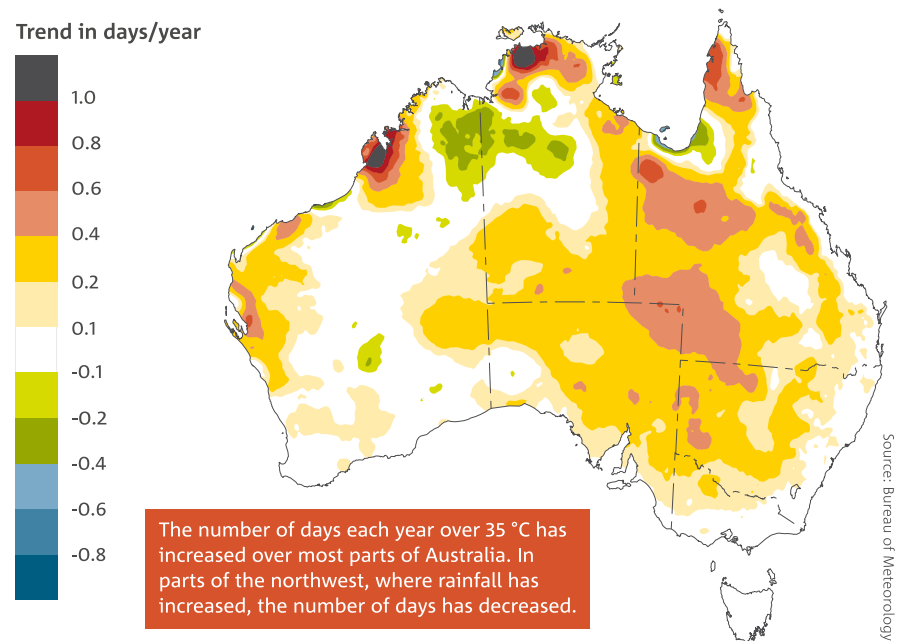 Trend in days/year
1.0
0.8
0.6
0.4
0.2
0.1
-0.1
-0.2
-0.4
-0.6
-0.8
The number of days each year over 35 °C has
increased over most parts of Australia. In
parts of the northwest, where rainfall has
increased, the number of days has decreased.
Source: Bureau of Meteorology